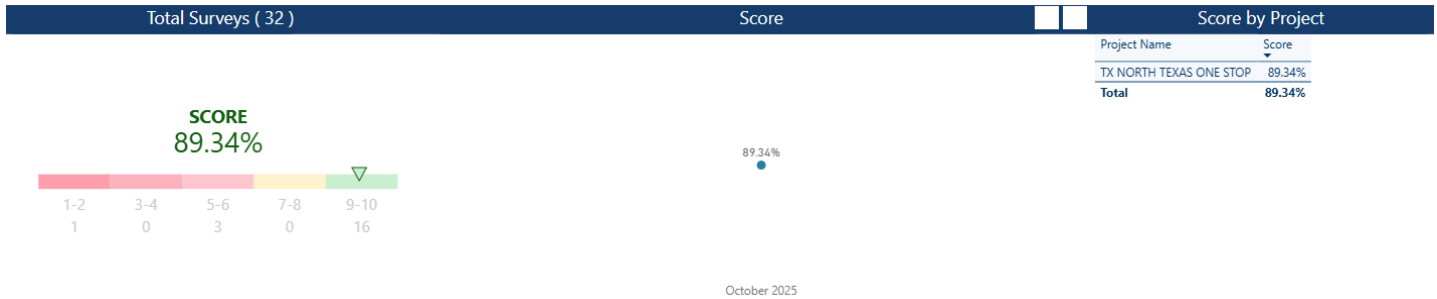 Total Surveys ( 32 )
SCORE
89.34%
1-2 3-4 5-6 7-8 9-10
1 0 3 0 16
Score
89.34%
October 2025
Score by Project
Project Name Score
TX NORTH TEXAS ONE STOP 89.34%
Total 89.34%